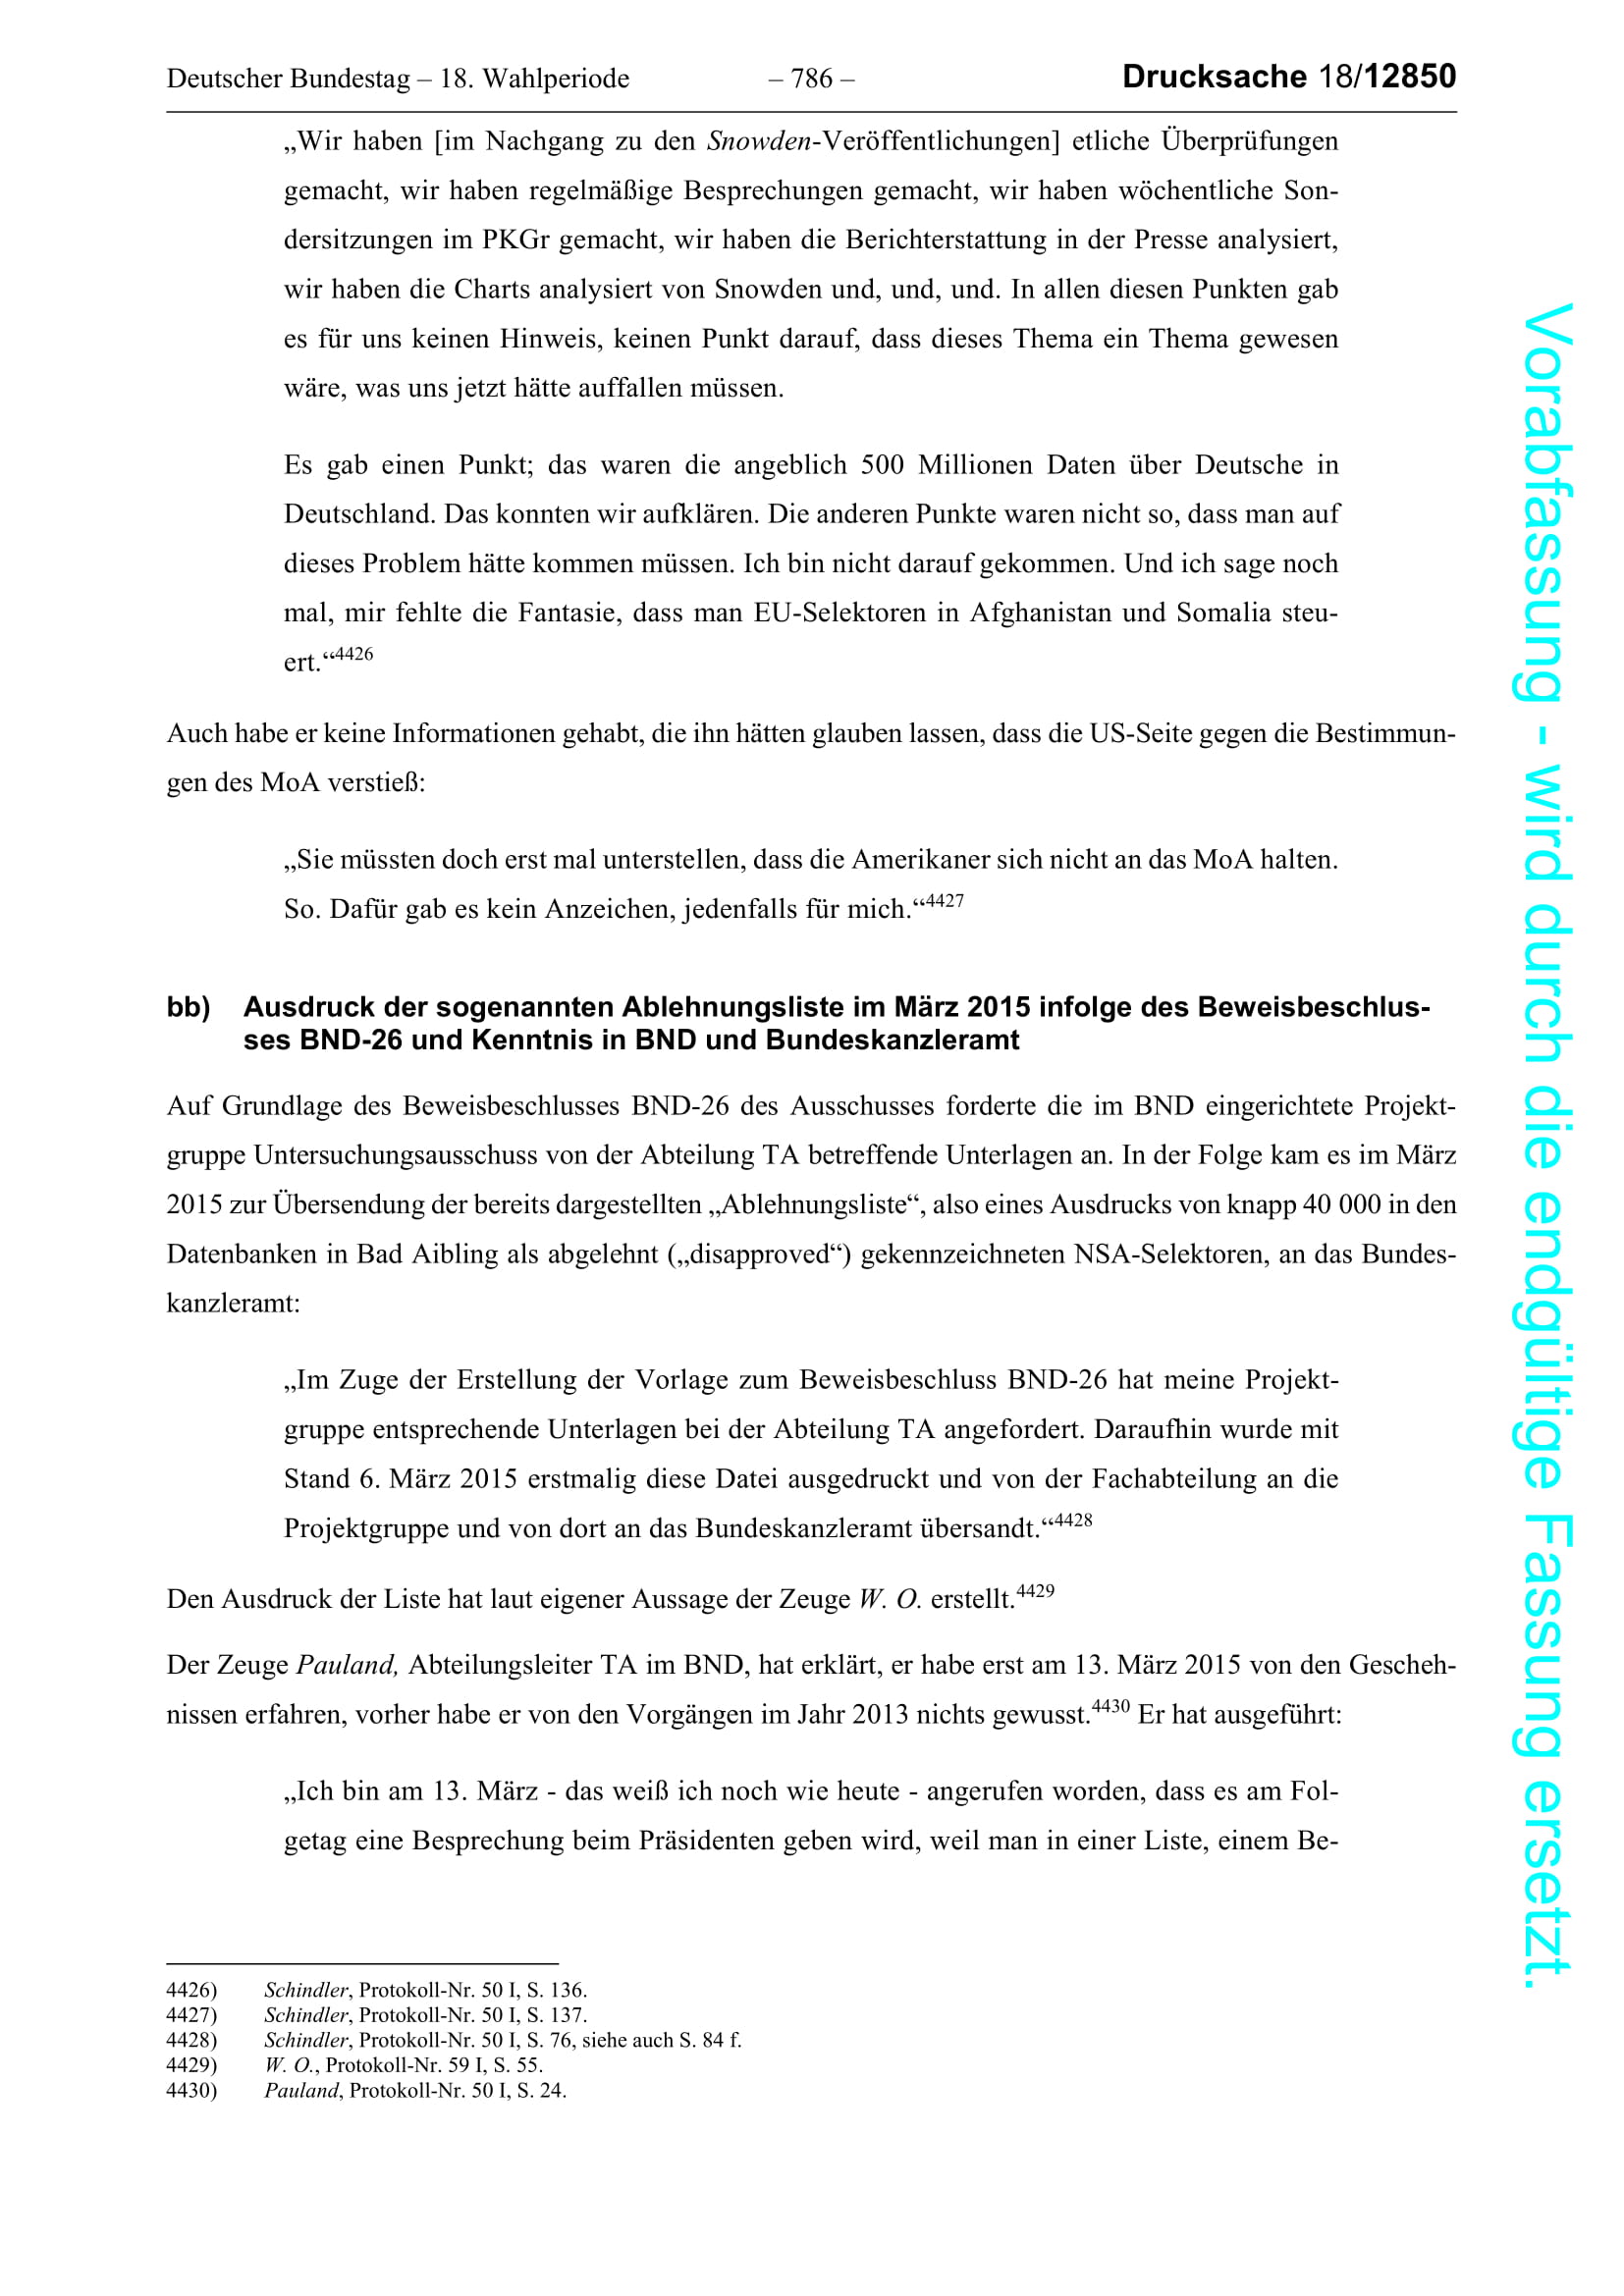 Deutscher Bundestag – 18. Wahlperiode – 786 – Drucksache 18/12850
„Wir haben [im Nachgang zu den Snowden-Veröffentlichungen] etliche Überprüfungen
gemacht, wir haben regelmäßige Besprechungen gemacht, wir haben wöchentliche Son-
dersitzungen im PKGr gemacht, wir haben die Berichterstattung in der Presse analysiert,
wir haben die Charts analysiert von Snowden und, und, und. In allen diesen Punkten gab
es für uns keinen Hinweis, keinen Punkt darauf, dass dieses Thema ein Thema gewesen
wäre, was uns jetzt hätte auffallen müssen.
Es gab einen Punkt; das waren die angeblich 500 Millionen Daten über Deutsche in
Deutschland. Das konnten wir aufklären. Die anderen Punkte waren nicht so, dass man auf
dieses Problem hätte kommen müssen. Ich bin nicht darauf gekommen. Und ich sage noch
mal, mir fehlte die Fantasie, dass man EU-Selektoren in Afghanistan und Somalia steu-
ert.“4426
Auch habe er keine Informationen gehabt, die ihn hätten glauben lassen, dass die US-Seite gegen die Bestimmun-
gen des MoA verstieß:
„Sie müssten doch erst mal unterstellen, dass die Amerikaner sich nicht an das MoA halten.
So. Dafür gab es kein Anzeichen, jedenfalls für mich.“4427
bb) Ausdruck der sogenannten Ablehnungsliste im März 2015 infolge des Beweisbeschlus-
ses BND-26 und Kenntnis in BND und Bundeskanzleramt
Auf Grundlage des Beweisbeschlusses BND-26 des Ausschusses forderte die im BND eingerichtete Projekt-
gruppe Untersuchungsausschuss von der Abteilung TA betreffende Unterlagen an. In der Folge kam es im März
2015 zur Übersendung der bereits dargestellten „Ablehnungsliste“, also eines Ausdrucks von knapp 40 000 in den
Datenbanken in Bad Aibling als abgelehnt („disapproved“) gekennzeichneten NSA-Selektoren, an das Bundes-
kanzleramt:
„Im Zuge der Erstellung der Vorlage zum Beweisbeschluss BND-26 hat meine Projekt-
gruppe entsprechende Unterlagen bei der Abteilung TA angefordert. Daraufhin wurde mit
Stand 6. März 2015 erstmalig diese Datei ausgedruckt und von der Fachabteilung an die
Projektgruppe und von dort an das Bundeskanzleramt übersandt.“4428
Den Ausdruck der Liste hat laut eigener Aussage der Zeuge W. O. erstellt.4429
Der Zeuge Pauland, Abteilungsleiter TA im BND, hat erklärt, er habe erst am 13. März 2015 von den Gescheh-
nissen erfahren, vorher habe er von den Vorgängen im Jahr 2013 nichts gewusst.4430 Er hat ausgeführt:
„Ich bin am 13. März - das weiß ich noch wie heute - angerufen worden, dass es am Fol-
getag eine Besprechung beim Präsidenten geben wird, weil man in einer Liste, einem Be-
4426) Schindler, Protokoll-Nr. 50 I, S. 136.
4427) Schindler, Protokoll-Nr. 50 I, S. 137.
4428) Schindler, Protokoll-Nr. 50 I, S. 76, siehe auch S. 84 f.
4429) W. O., Protokoll-Nr. 59 I, S. 55.
4430) Pauland, Protokoll-Nr. 50 I, S. 24.
Vorabfassung - wird durch die endgültige Fassung ersetzt.